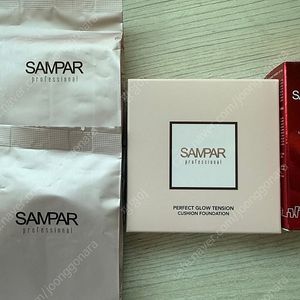 SAMPAR
professional
SAMPAR
professional
SAMPAR
professional
PERFECT GLOW TENSION
CUSHION FOUNDATION